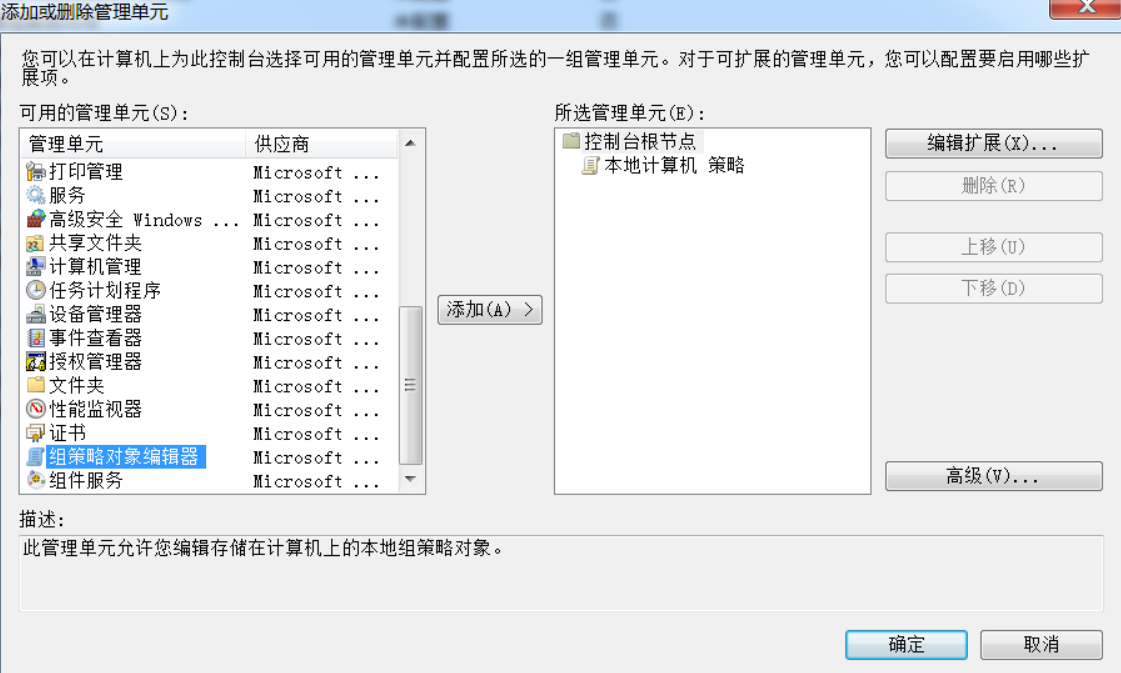 添加或删除管理单元
您可以在计算机上为此控制台选择可用的管理单元并配置所选的一组管理单元。对于可扩展的管理单元，您可以配置要启用哪些扩
展项。
可用的管理单元(S):
所选管理单元(E):
管理单元 供应商
打印管理 Microsoft ...
服务 Microsoft ...
高级安全 Windows ... Microsoft ...
共享文件夹 Microsoft ...
计算机管理 Microsoft ...
任务计划程序 Microsoft ...
设备管理器 Microsoft ...
事件查看器 Microsoft ...
授权管理器 Microsoft ...
文件夹 Microsoft ...
性能监视器 Microsoft ...
证书 Microsoft ...
组策略对象编辑器 Microsoft ...
组件服务 Microsoft ...
添加(A) >
控制台根节点
本地计算机 策略
编辑扩展(X)...
删除(R)
上移(U)
下移(D)
高级(V)...
描述:
此管理单元允许您编辑存储在计算机上的本地组策略对象。
确定
取消